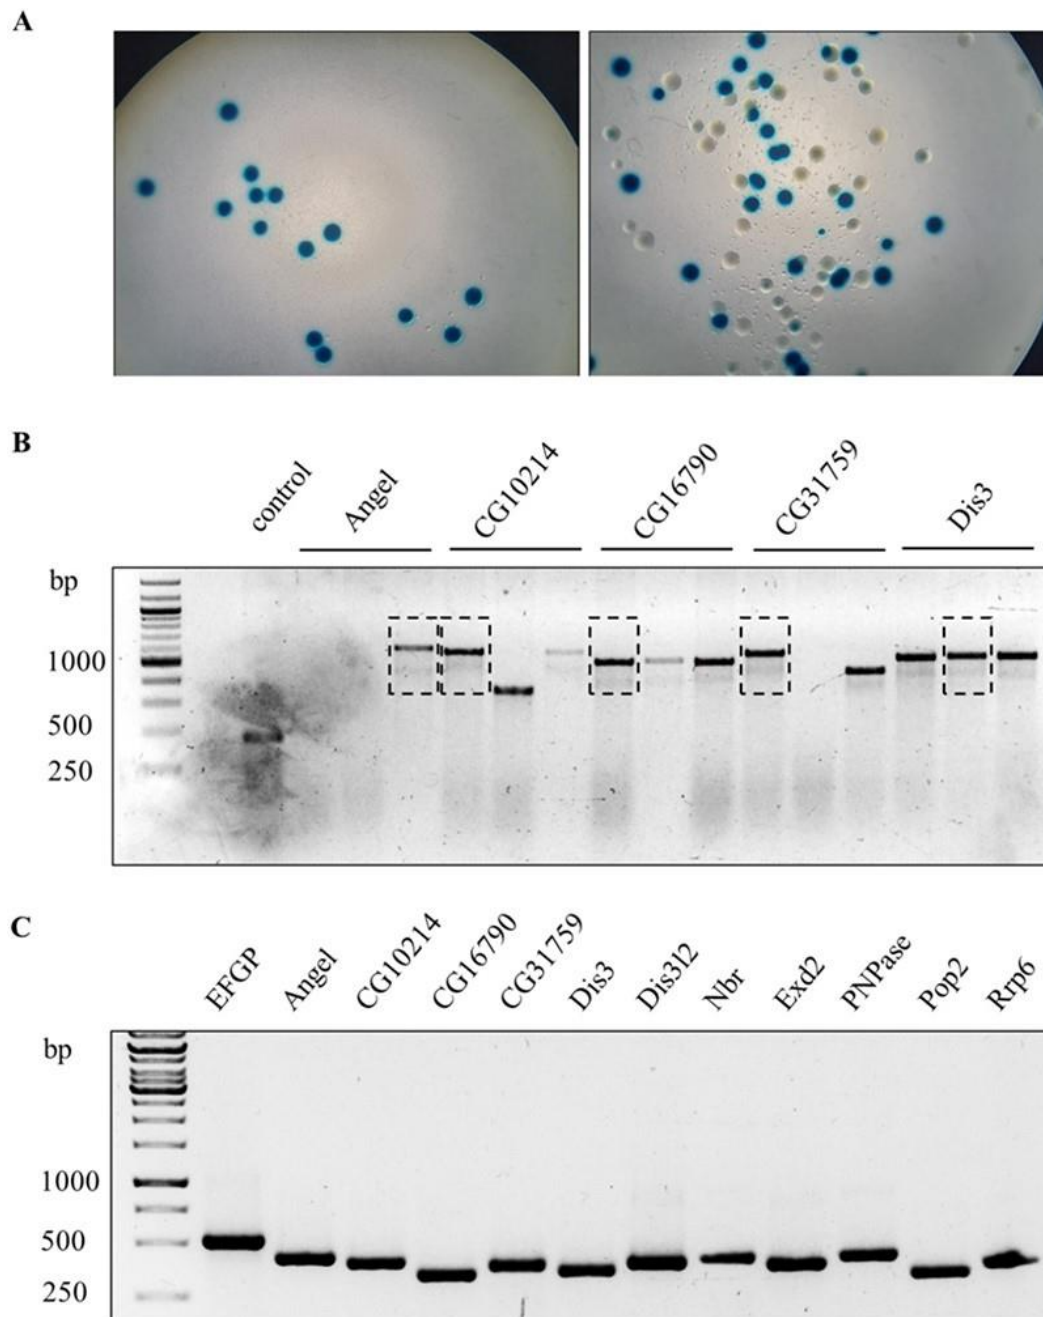 A
B
control
Angel
CG10214
CG16790
CG31759
Dis3
bp
1000
500
250
C
EFGP
Angel
CG10214
CG16790
CG31759
Dis3
Dis3l2
Nbr
Exd2
PNPase
Pop2
Rrp6
bp
1000
500
250